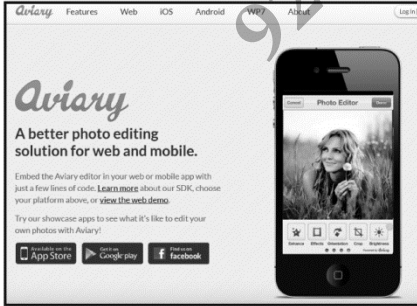 Aviary Features Web iOS Android WP7 About Log In
Aviary
A better photo editing
solution for web and mobile.
Embed the Aviary editor in your web or mobile app with
just a few lines of code. Learn more about our SDK, choose
your platform above, or view the web demo.
Try our showcase apps to see what it's like to edit your
own photos with Aviary!
Available on the
App Store
Get it on
Google play
Find us on
facebook
Cancel Photo Editor Done
Enhance Effects Orientation Crop Brightness